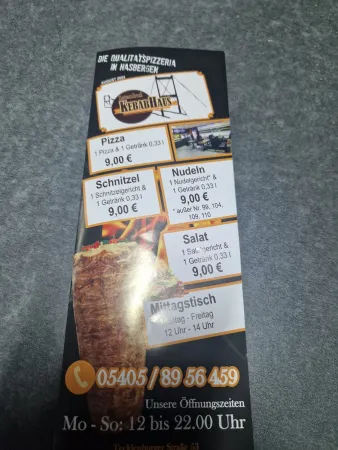 DIE QUALITÄTSPIZZERIA
IN HASBERGEN
KEBABHAUS
Pizza
1 Pizza & 1 Getränk 0,33 l
9,00 €
Schnitzel
1 Schnitzelgericht &
1 Getränk 0,33 l
9,00 €
Nudeln
1 Nudelgericht* &
1 Getränk 0,33 l
9,00 €
* außer Nr. 99, 104,
109, 110
Salat
1 Salatgericht &
1 Getränk 0,33 l
9,00 €
Mittagstisch
- Freitag
12 Uhr - 14 Uhr
05405 / 89 56 459
Unsere Öffnungszeiten
Mo - So: 12 bis 22.00 Uhr